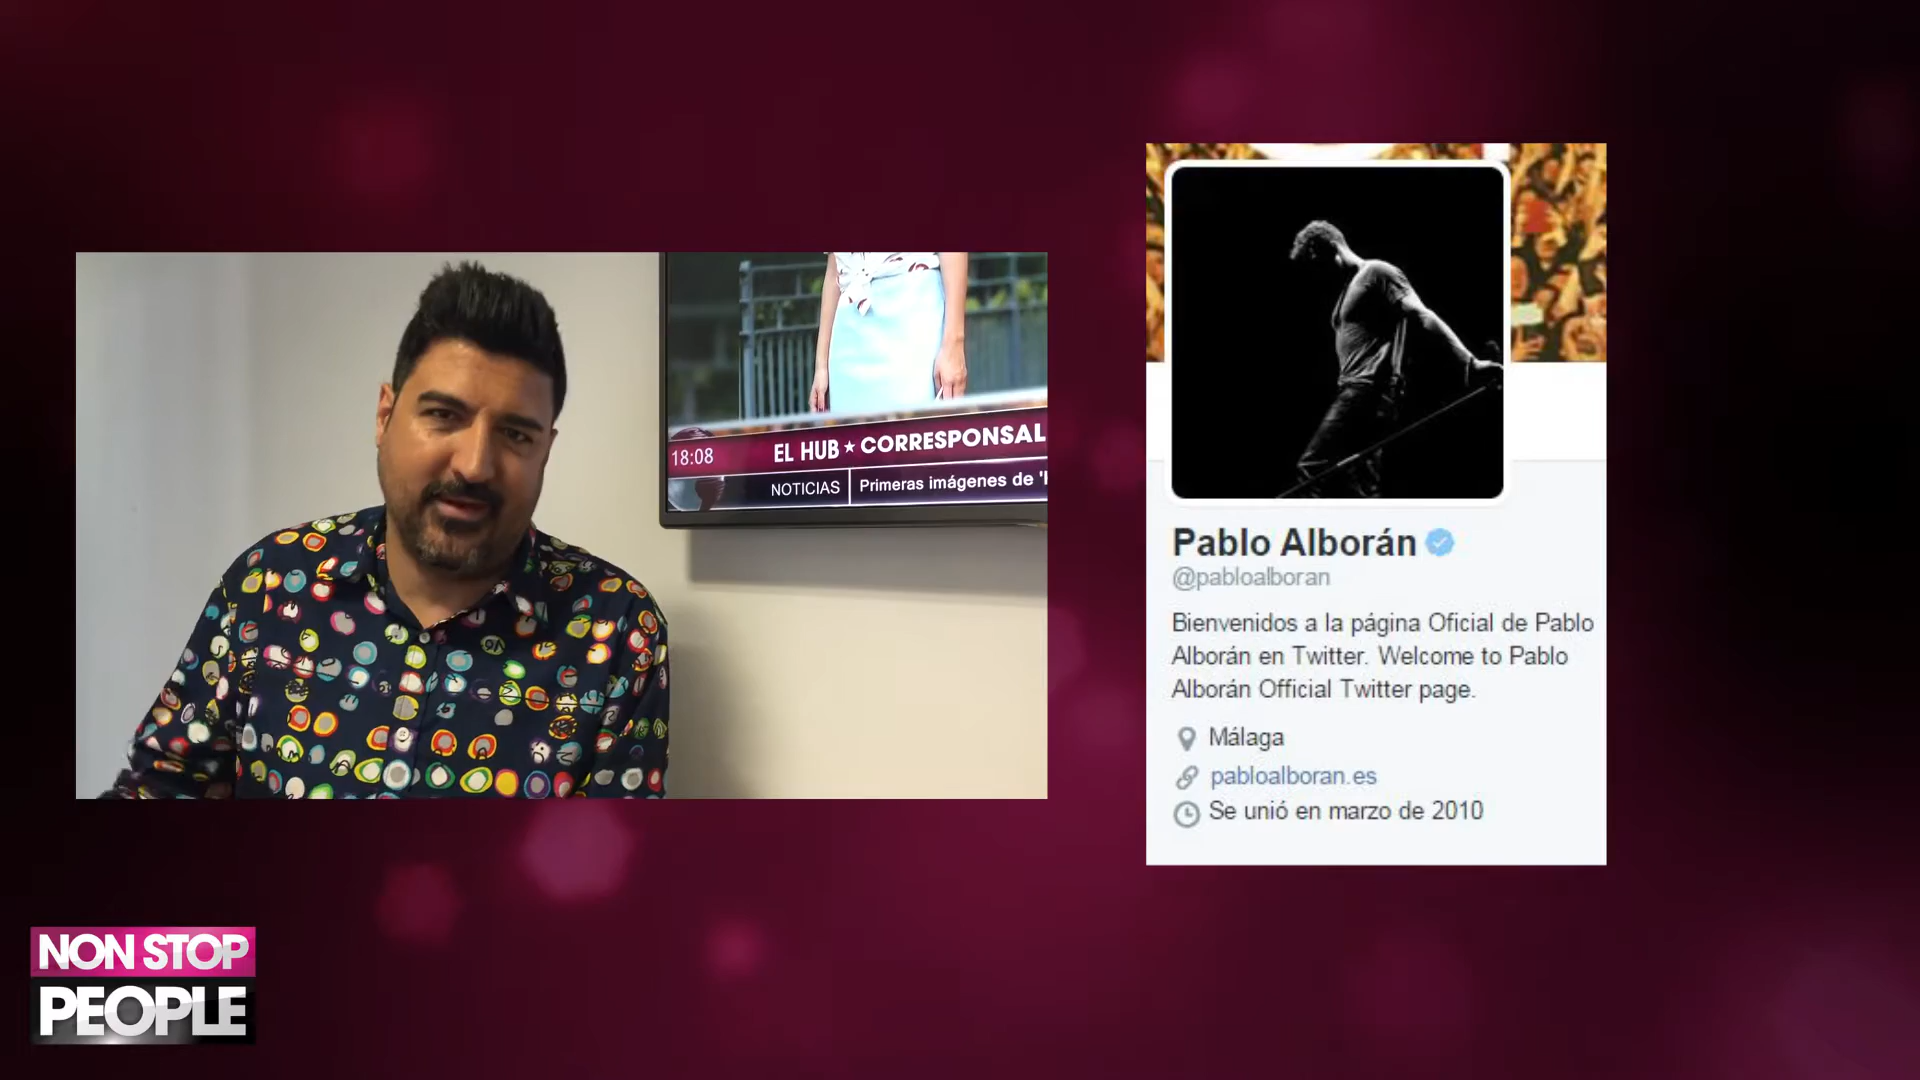 18:08
EL HUB ★ CORRESPONSAL
NOTICIAS
Primeras imágenes de '
Pablo Alborán
@pabloalboran
Bienvenidos a la página Oficial de Pablo
Alborán en Twitter. Welcome to Pablo
Alborán Official Twitter page.
Málaga
pabloalboran.es
Se unió en marzo de 2010
NON STOP
PEOPLE